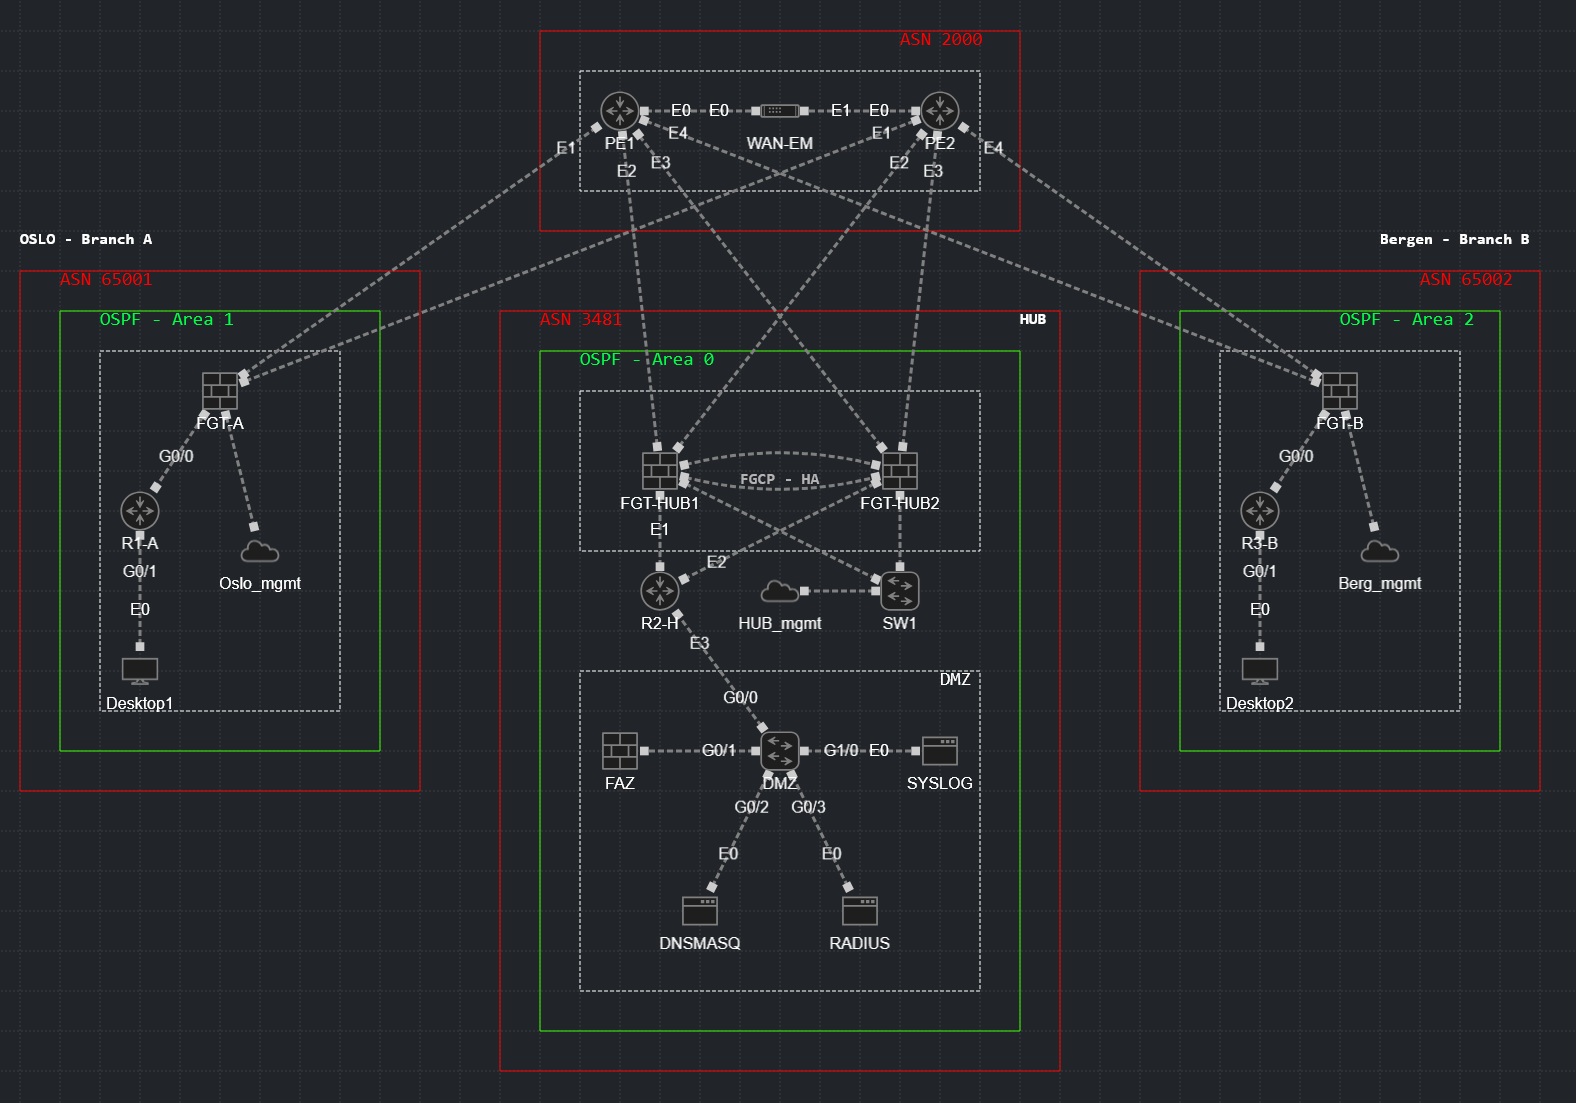 ASN 2000
E0
E0
E1
E0
WAN-EM
PE1
PE2
E1
E2
E3
E4
E1
E2
E3
E4
OSLO - Branch A
Bergen - Branch B
ASN 65001
OSPF - Area 1
FGT-A
G0/0
R1-A
G0/1
E0
Oslo_mgmt
Desktop1
ASN 3481
HUB
OSPF - Area 0
FGCP - HA
FGT-HUB1
FGT-HUB2
E1
E2
R2-H
HUB_mgmt
SW1
E3
DMZ
G0/0
G0/1
G1/0
E0
FAZ
DMZ
SYSLOG
G0/2
G0/3
E0
E0
DNSMASQ
RADIUS
ASN 65002
OSPF - Area 2
FGT-B
G0/0
R3-B
G0/1
E0
Berg_mgmt
Desktop2